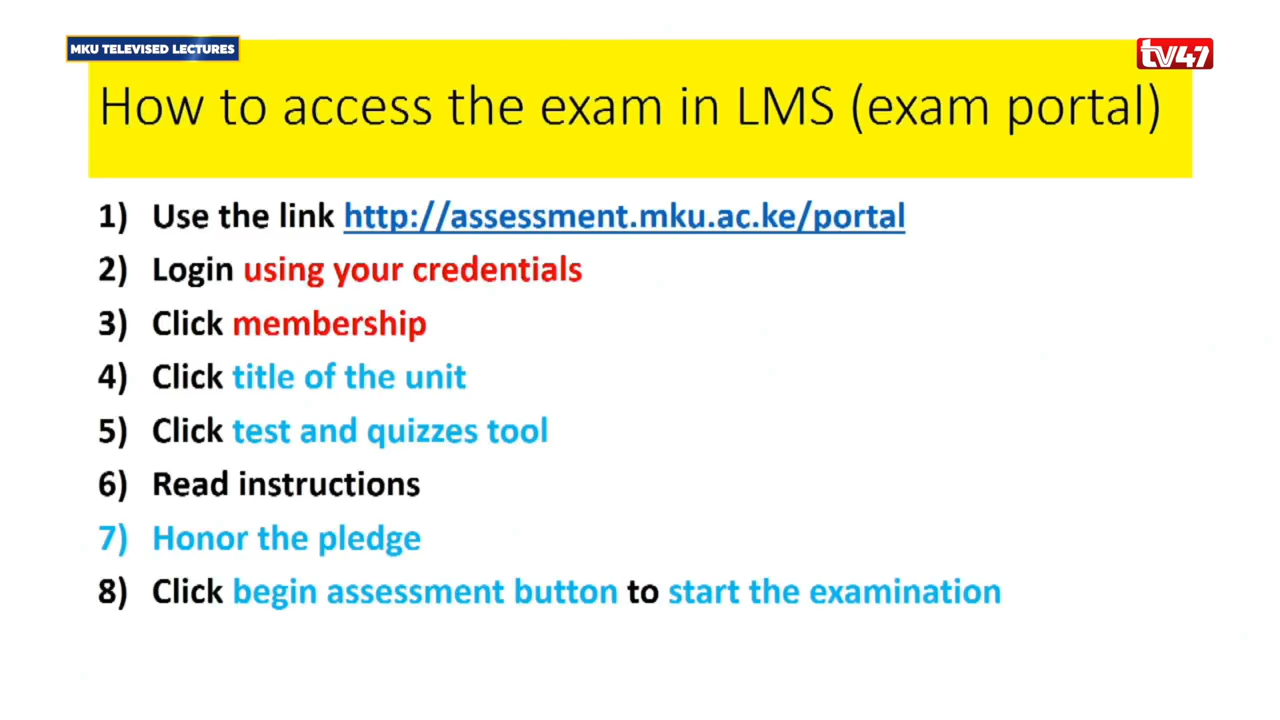 MKU TELEVISED LECTURES
tv47
How to access the exam in LMS (exam portal)
1) Use the link http://assessment.mku.ac.ke/portal
2) Login using your credentials
3) Click membership
4) Click title of the unit
5) Click test and quizzes tool
6) Read instructions
7) Honor the pledge
8) Click begin assessment button to start the examination